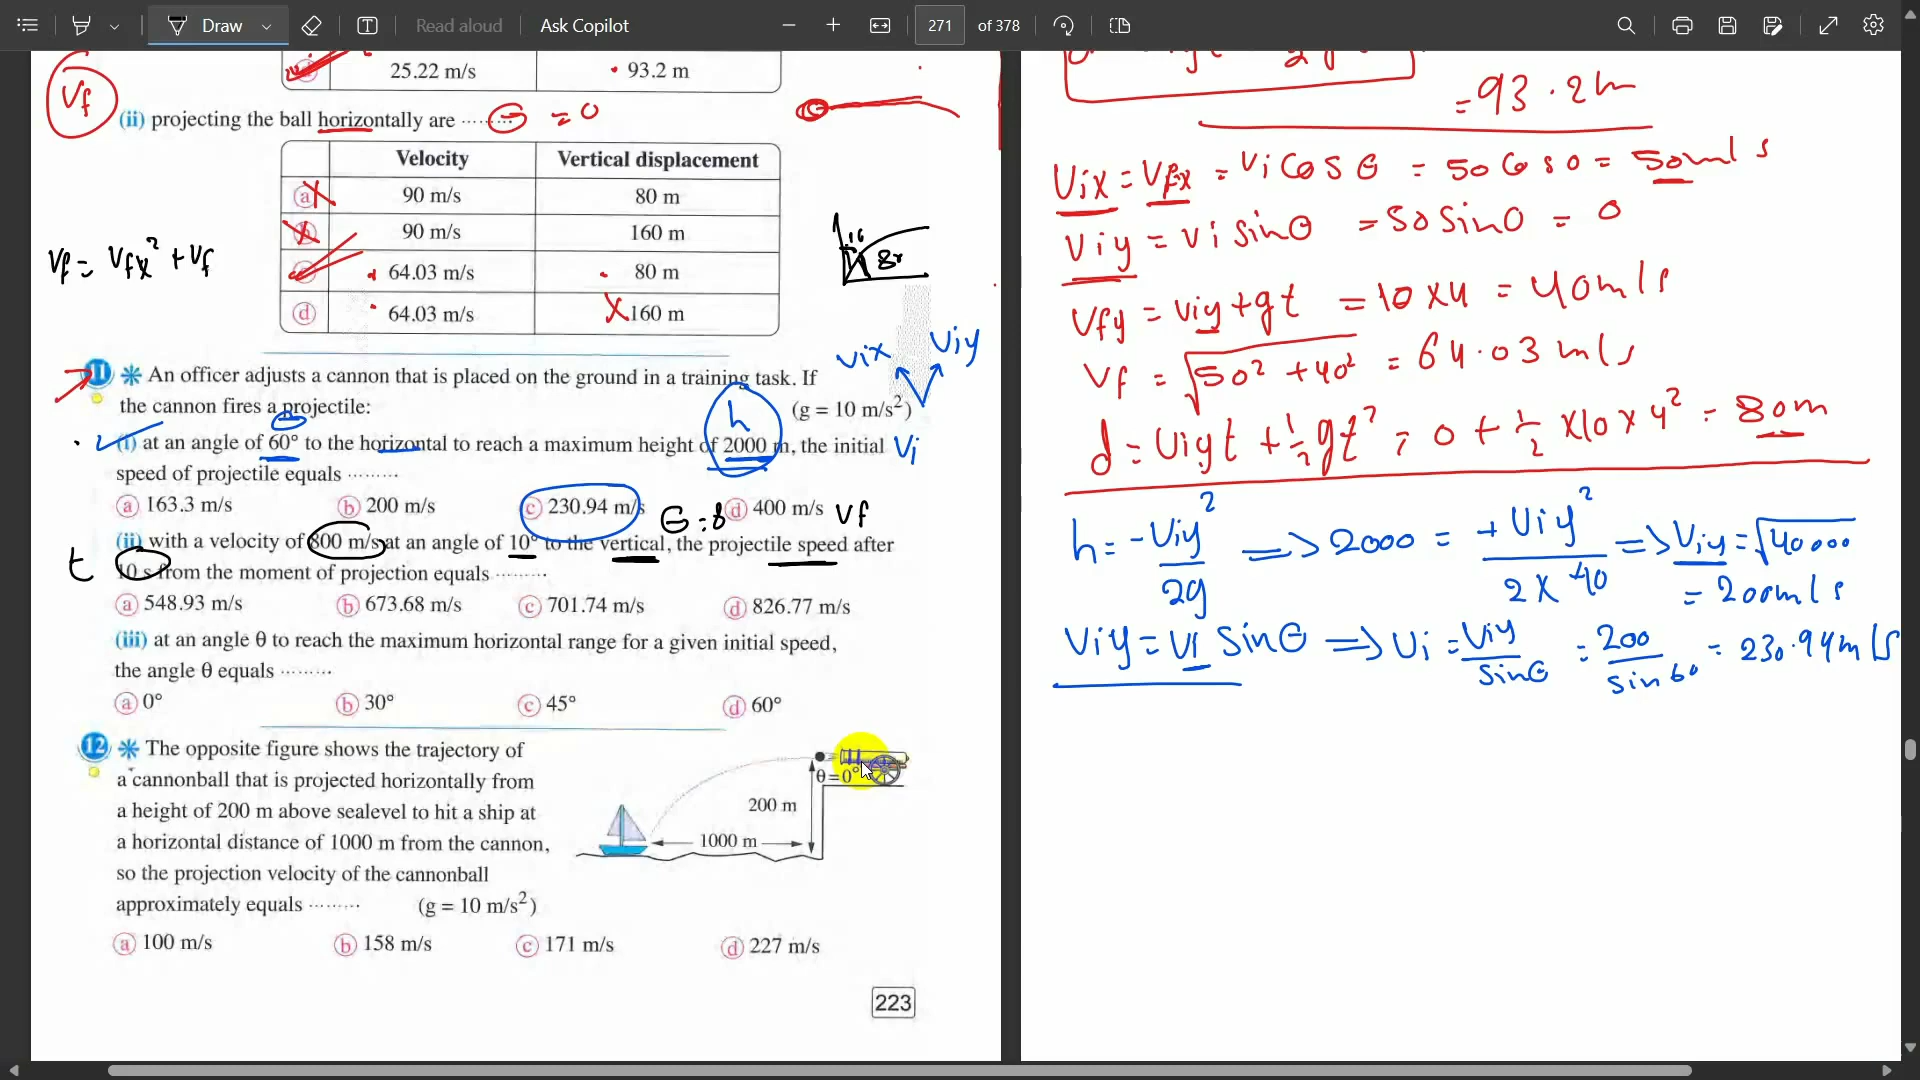 Draw
Read aloud
Ask Copilot
271 of 378
25.22 m/s 93.2 m
Vf
(ii) projecting the ball horizontally are ......... θ = 0
Velocity Vertical displacement
a 90 m/s 80 m
b 90 m/s 160 m
c 64.03 m/s 80 m
d 64.03 m/s 160 m
Vf = Vfx² + Vf
Vix Viy
11 * An officer adjusts a cannon that is placed on the ground in a training task. If
the cannon fires a projectile: (g = 10 m/s²)
θ
h
(i) at an angle of 60° to the horizontal to reach a maximum height of 2000 m, the initial Vi
speed of projectile equals .........
a 163.3 m/s b 200 m/s c 230.94 m/s d 400 m/s Vf
(ii) with a velocity of 800 m/s at an angle of 10° to the vertical, the projectile speed after
t 10 s from the moment of projection equals .........
a 548.93 m/s b 673.68 m/s c 701.74 m/s d 826.77 m/s
(iii) at an angle θ to reach the maximum horizontal range for a given initial speed,
the angle θ equals .........
a 0° b 30° c 45° d 60°
12 * The opposite figure shows the trajectory of
a cannonball that is projected horizontally from
a height of 200 m above sealevel to hit a ship at
a horizontal distance of 1000 m from the cannon,
so the projection velocity of the cannonball
approximately equals ......... (g = 10 m/s²)
θ = 0°
200 m
1000 m
a 100 m/s b 158 m/s c 171 m/s d 227 m/s
223
= 93.2m
Vix = Vfx = Vi Cos θ = 50 Cos 0 = 50 m/s
Viy = Vi Sin θ = 50 Sin 0 = 0
Vfy = Viy + gt = 10 x 4 = 40 m/s
Vf = √50² + 40² = 64.03 m/s
d = Viyt + 1/2 gt² = 0 + 1/2 x 10 x 4² = 80m
h = -Viy²/2g => 2000 = +Viy²/2 x +10 => Viy = √40000
= 200 m/s
Viy = Vi Sin θ => Vi = Viy/Sin θ = 200/Sin 60 = 230.94 m/s